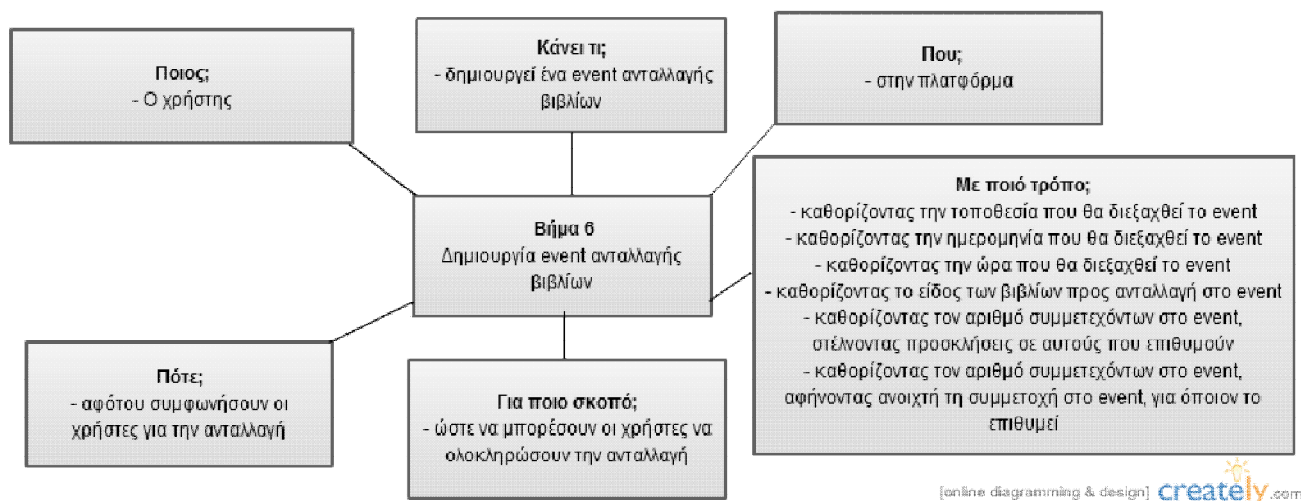 Ποιος;
- Ο χρήστης
Κάνει τι;
- δημιουργεί ένα event ανταλλαγής
βιβλίων
Που;
- στην πλατφόρμα
Βήμα 6
Δημιουργία event ανταλλαγής
βιβλίων
Με ποιό τρόπο;
- καθορίζοντας την τοποθεσία που θα διεξαχθεί το event
- καθορίζοντας την ημερομηνία που θα διεξαχθεί το event
- καθορίζοντας την ώρα που θα διεξαχθεί το event
- καθορίζοντας το είδος των βιβλίων προς ανταλλαγή στο event
- καθορίζοντας τον αριθμό συμμετεχόντων στο event,
στέλνοντας προσκλήσεις σε αυτούς που επιθυμούν
- καθορίζοντας τον αριθμό συμμετεχόντων στο event,
αφήνοντας ανοιχτή τη συμμετοχή στο event, για όποιον το
επιθυμεί
Πότε;
- αφότου συμφωνήσουν οι
χρήστες για την ανταλλαγή
Για ποιο σκοπό;
- ώστε να μπορέσουν οι χρήστες να
ολοκληρώσουν την ανταλλαγή
[online diagramming & design] creately.com